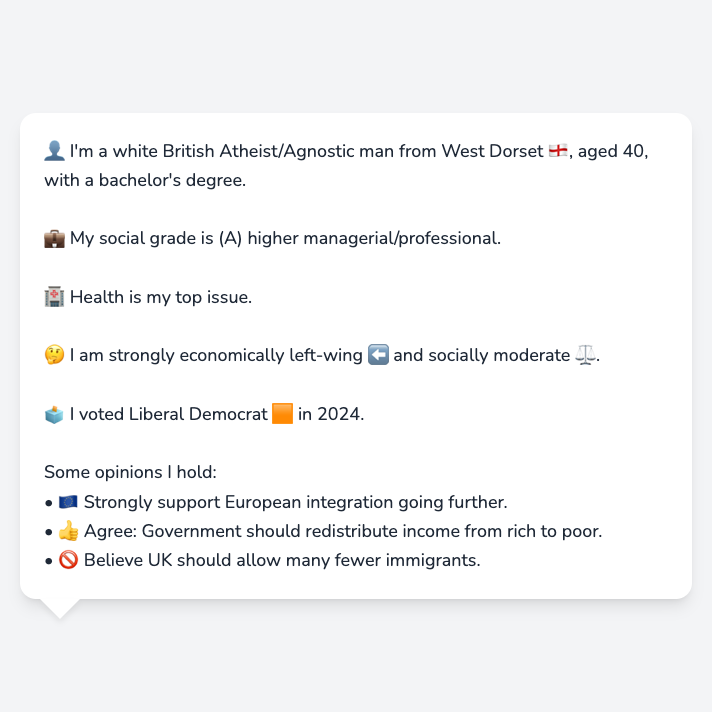 👤 I'm a white British Atheist/Agnostic man from West Dorset 🏴󠁧󠁢󠁥󠁮󠁧󠁿, aged 40,
with a bachelor's degree.
💼 My social grade is (A) higher managerial/professional.
🏥 Health is my top issue.
🤔 I am strongly economically left-wing ⬅️ and socially moderate ⚖️.
🗳️ I voted Liberal Democrat 🟧 in 2024.
Some opinions I hold:
• 🇪🇺 Strongly support European integration going further.
• 👍 Agree: Government should redistribute income from rich to poor.
• 🚫 Believe UK should allow many fewer immigrants.